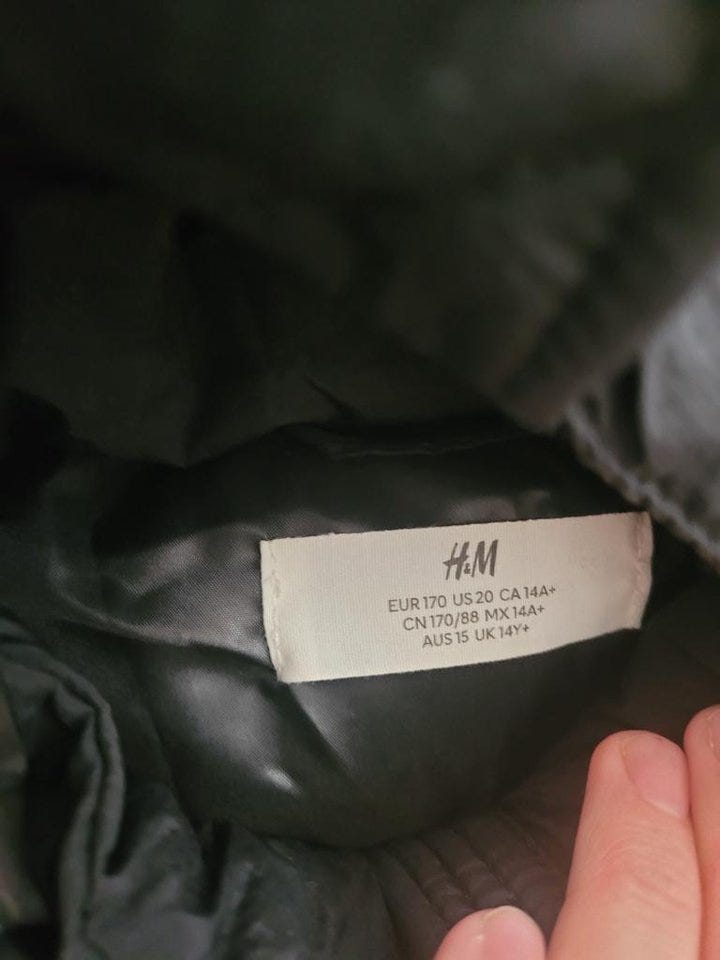 H&M
EUR 170 US 20 CA 14A+
CN 170/88 MX 14A+
AUS 15 UK 14Y+